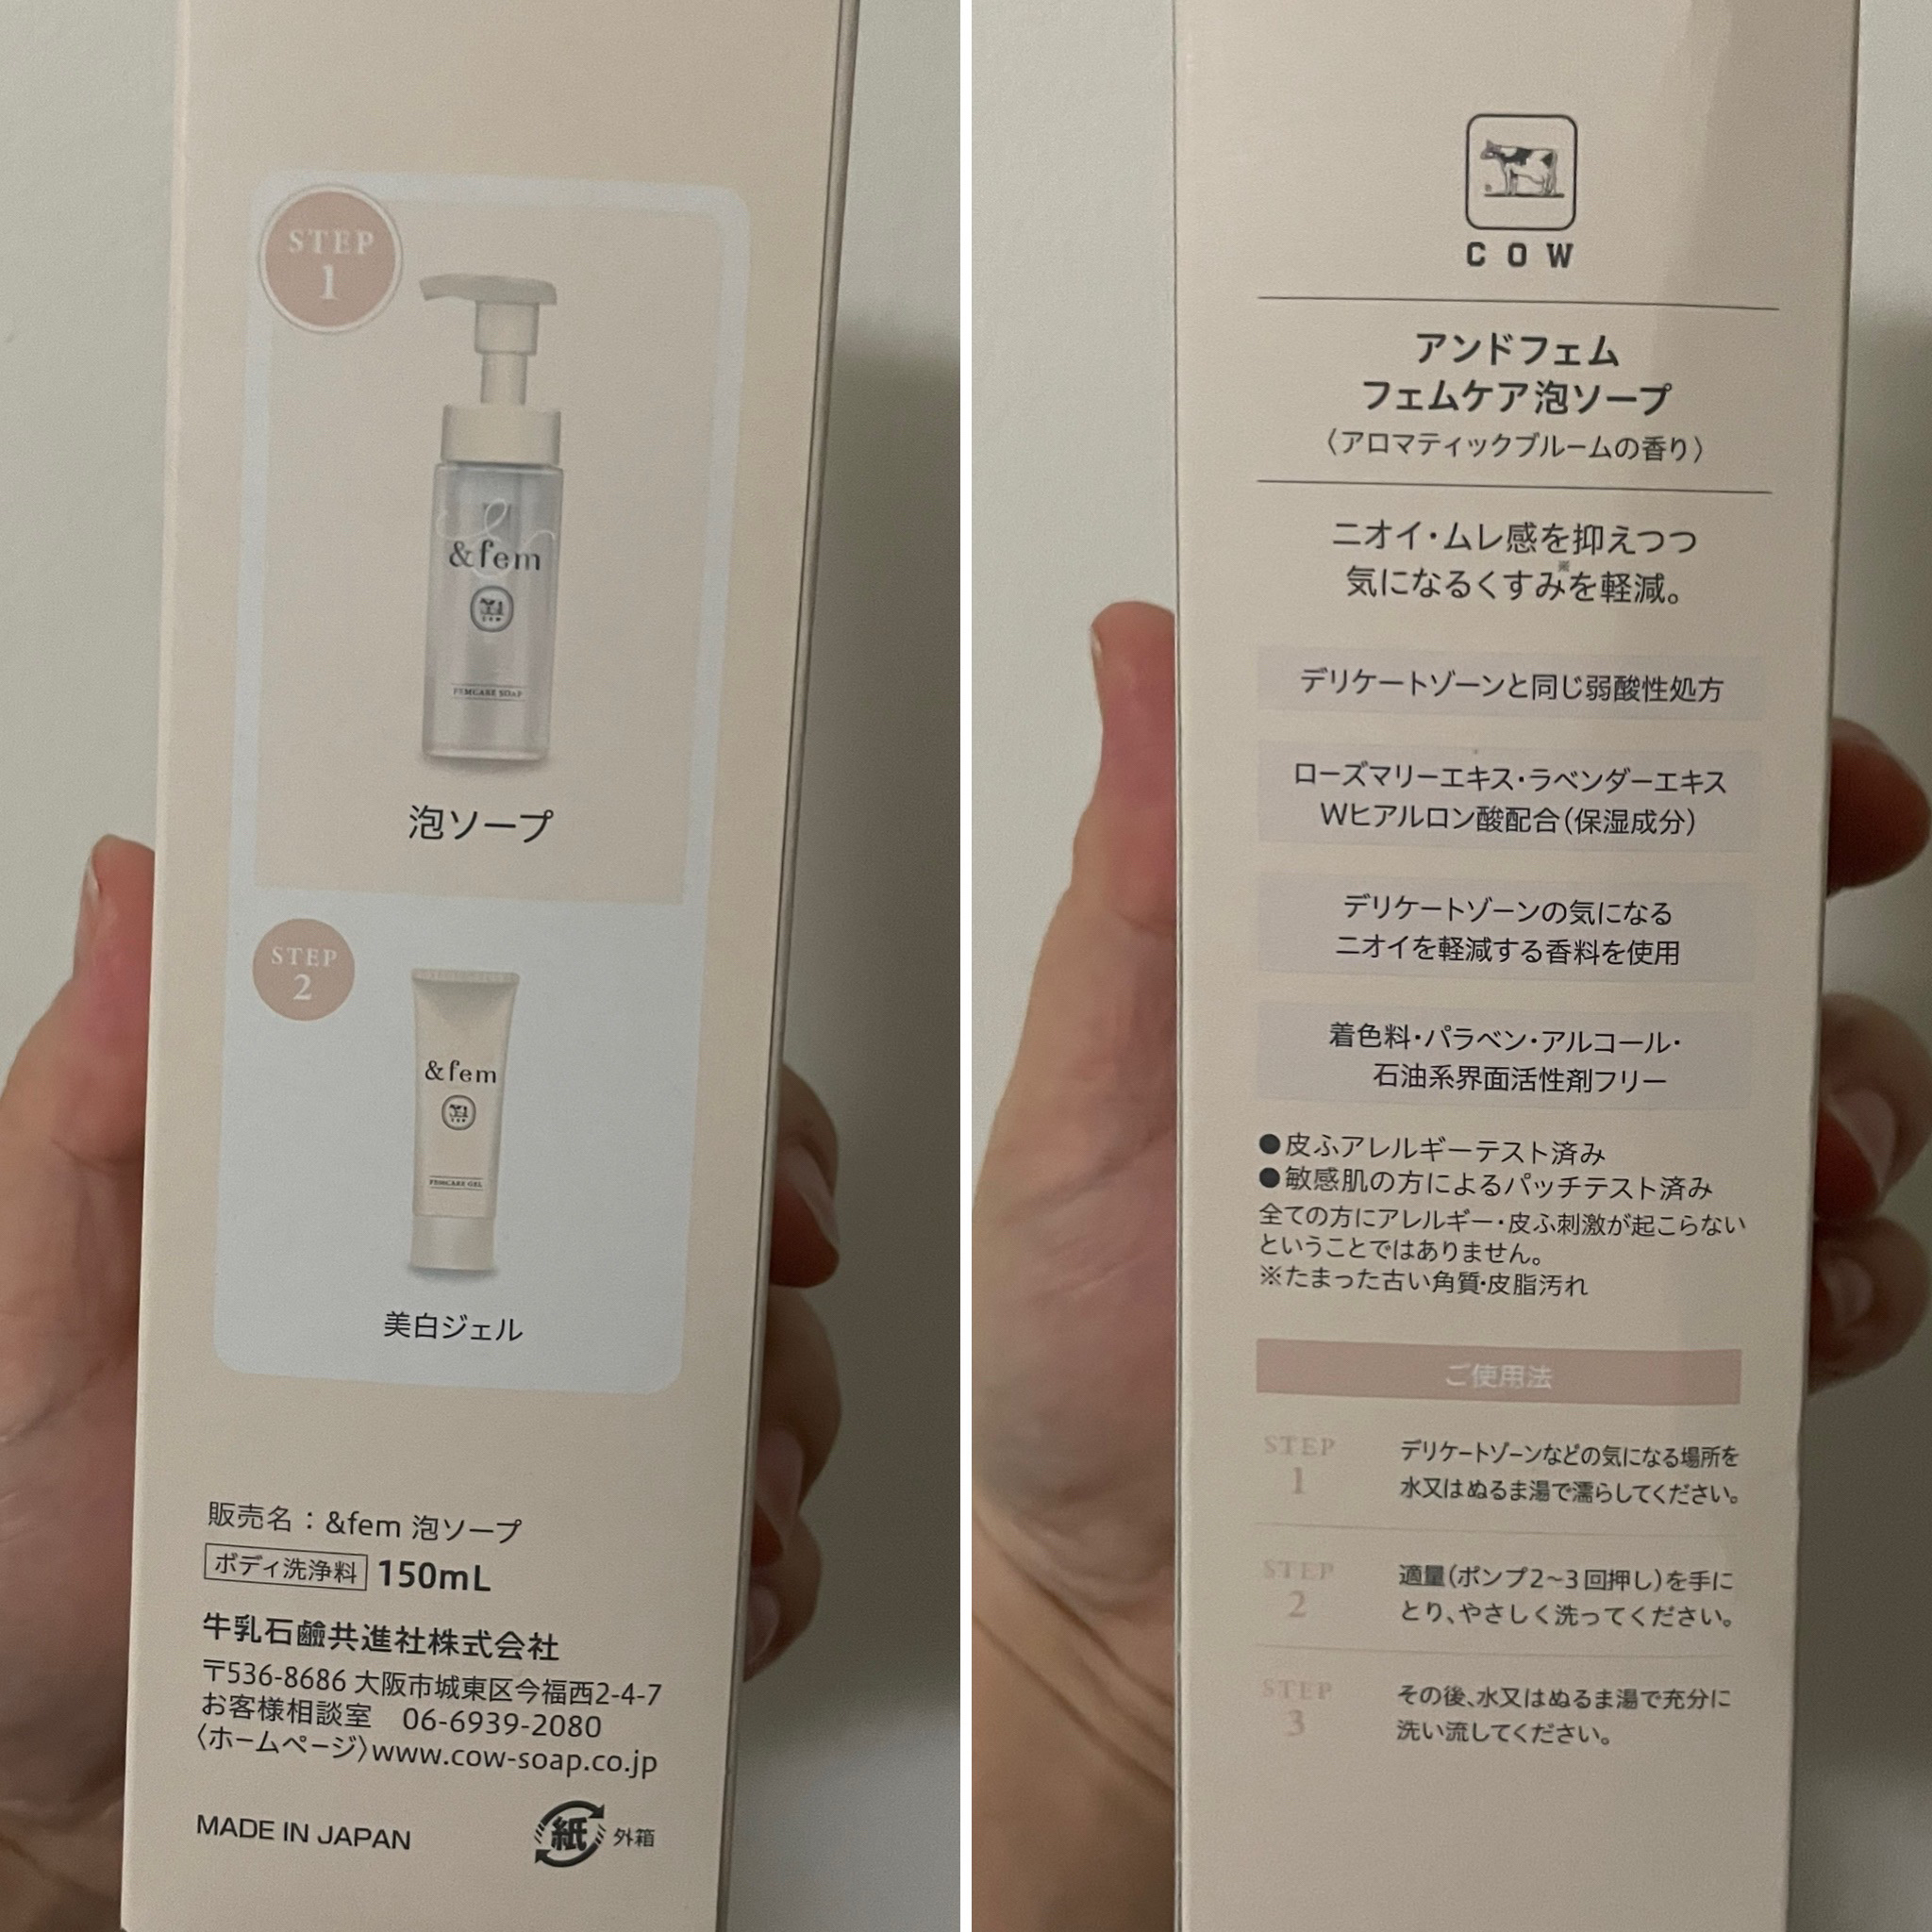 STEP
1
&fem
FEMCARE SOAP
泡ソープ
STEP
2
&fem
FEMCARE GEL
美白ジェル
販売名：&fem 泡ソープ
ボディ洗浄料 150mL
牛乳石鹼共進社株式会社
〒536-8686 大阪市城東区今福西2-4-7
お客様相談室 06-6939-2080
〈ホームページ〉www.cow-soap.co.jp
MADE IN JAPAN
紙 外箱
COW
アンドフェム
フェムケア泡ソープ
〈アロマティックブルームの香り〉
ニオイ・ムレ感を抑えつつ
気になるくすみ※を軽減。
デリケートゾーンと同じ弱酸性処方
ローズマリーエキス・ラベンダーエキス
Wヒアルロン酸配合（保湿成分）
デリケートゾーンの気になる
ニオイを軽減する香料を使用
着色料・パラベン・アルコール・
石油系界面活性剤フリー
●皮ふアレルギーテスト済み
●敏感肌の方によるパッチテスト済み
全ての方にアレルギー・皮ふ刺激が起こらない
ということではありません。
※たまった古い角質・皮脂汚れ
ご使用法
STEP
1
デリケートゾーンなどの気になる場所を
水又はぬるま湯で濡らしてください。
STEP
2
適量（ポンプ2~3回押し）を手に
とり、やさしく洗ってください。
STEP
3
その後、水又はぬるま湯で充分に
洗い流してください。